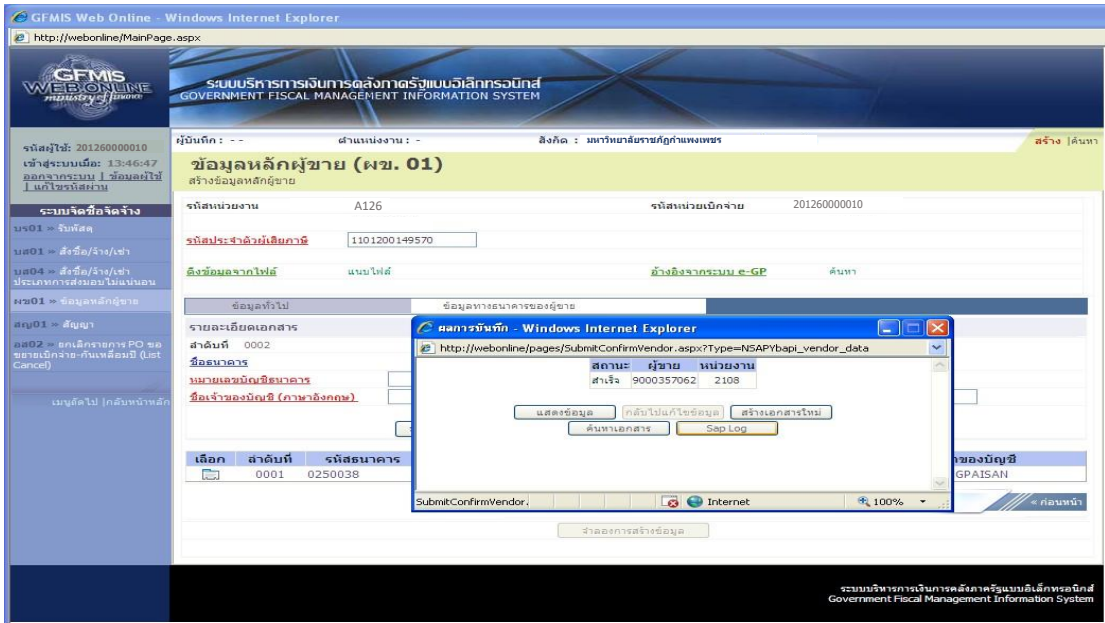 GFMIS Web Online - Windows Internet Explorer
http://webonline/MainPage.aspx
GFMIS
WEBONLINE
ministry of finance
ระบบบริหารการเงินการคลังภาครัฐแบบอิเล็กทรอนิกส์
GOVERNMENT FISCAL MANAGEMENT INFORMATION SYSTEM
รหัสผู้ใช้: 201260000010
เข้าสู่ระบบเมื่อ: 13:46:47
ออกจากระบบ | ข้อมูลผู้ใช้
| แก้ไขรหัสผ่าน
ระบบจัดซื้อจัดจ้าง
บร01 » รับพัสดุ
บส01 » สั่งซื้อ/จ้าง/เช่า
บส04 » สั่งซื้อ/จ้าง/เช่า
ประเภทการส่งมอบไม่แน่นอน
ผข01 » ข้อมูลหลักผู้ขาย
สญ01 » สัญญา
อส02 » ยกเลิกรายการ PO ขอ
ขยายเบิกจ่าย-กันเหลื่อมปี (List
Cancel)
เมนูถัดไป |กลับหน้าหลัก
ผู้บันทึก : - - ตำแหน่งงาน : - สังกัด : มหาวิทยาลัยราชภัฏกำแพงเพชร
สร้าง |ค้นหา
ข้อมูลหลักผู้ขาย (ผข. 01)
สร้างข้อมูลหลักผู้ขาย
รหัสหน่วยงาน A126 รหัสหน่วยเบิกจ่าย 201260000010
รหัสประจำตัวผู้เสียภาษี 1101200149570
ดึงข้อมูลจากไฟล์ แนบไฟล์ อ้างอิงจากระบบ e-GP ค้นหา
ข้อมูลทั่วไป ข้อมูลทางธนาคารของผู้ขาย
รายละเอียดเอกสาร
ลำดับที่ 0002
ชื่อธนาคาร
หมายเลขบัญชีธนาคาร
ชื่อเจ้าของบัญชี (ภาษาอังกฤษ)
ผลการบันทึก - Windows Internet Explorer
http://webonline/pages/SubmitConfirmVendor.aspx?Type=NSAPYbapi_vendor_data
สถานะ ผู้ขาย หน่วยงาน
สำเร็จ 9000357062 2108
แสดงข้อมูล กลับไปแก้ไขข้อมูล สร้างเอกสารใหม่
ค้นหาเอกสาร Sap Log
SubmitConfirmVendor. Internet 100%
เลือก ลำดับที่ รหัสธนาคาร ของบัญชี
0001 0250038 GPAISAN
« ก่อนหน้า
จำลองการสร้างข้อมูล
ระบบบริหารการเงินการคลังภาครัฐแบบอิเล็กทรอนิกส์
Government Fiscal Management Information System